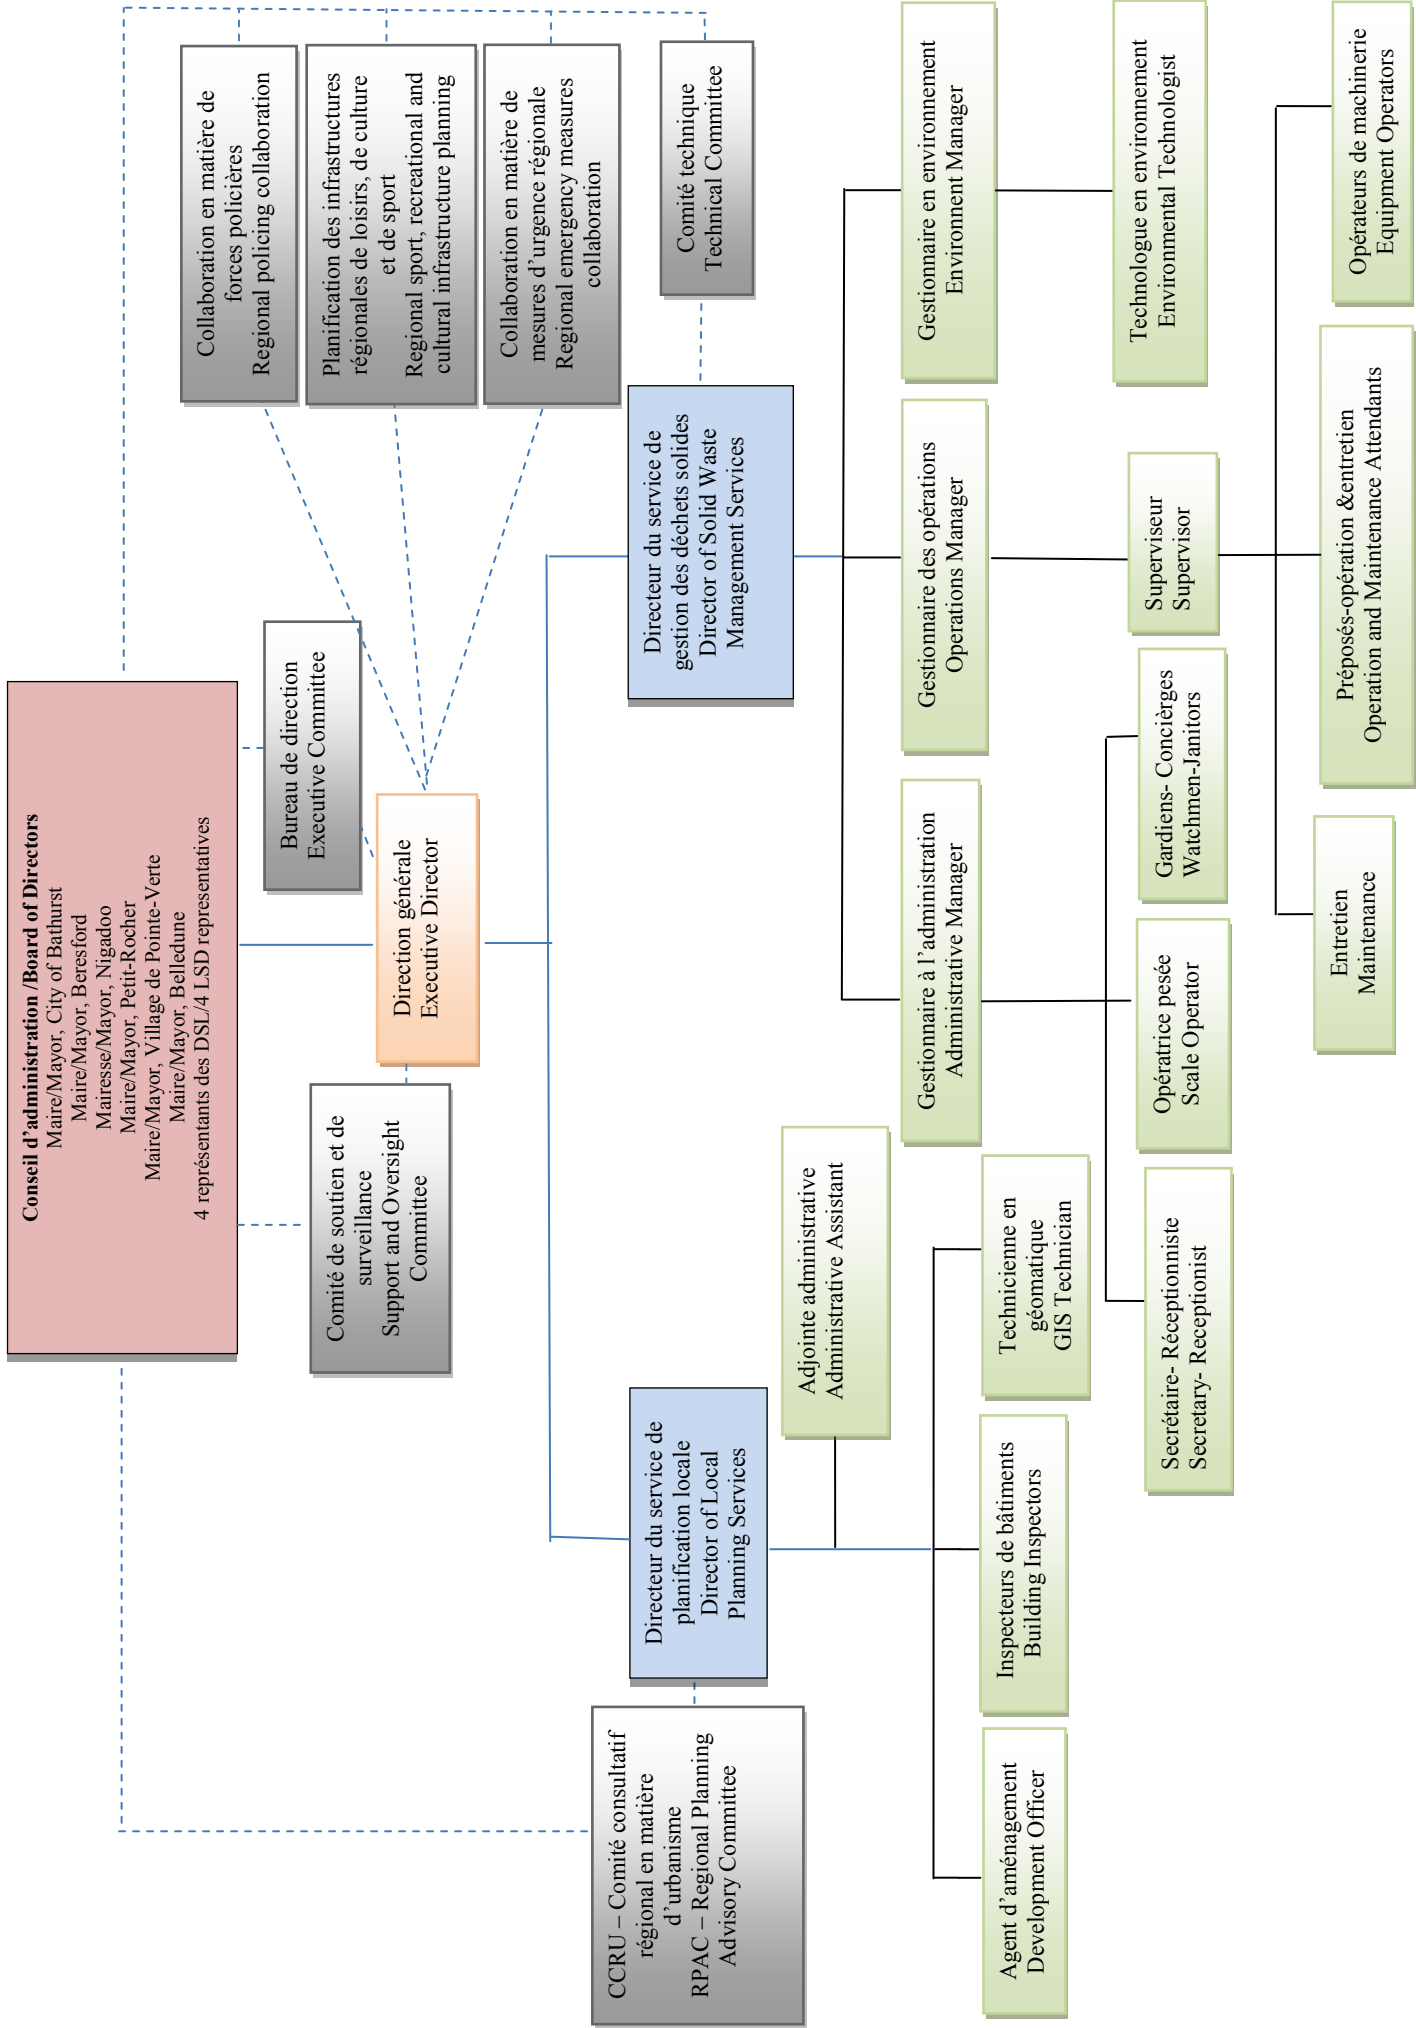 Conseil d'administration /Board of Directors
Maire/Mayor, City of Bathurst
Maire/Mayor, Beresford
Mairesse/Mayor, Nigadoo
Maire/Mayor, Petit-Rocher
Maire/Mayor, Village de Pointe-Verte
Maire/Mayor, Belledune
4 représentants des DSL/4 LSD representatives
Collaboration en matière de
forces policières
Regional policing collaboration
Planification des infrastructures
régionales de loisirs, de culture
et de sport
Regional sport, recreational and
cultural infrastructure planning
Collaboration en matière de
mesures d'urgence régionale
Regional emergency measures
collaboration
Bureau de direction
Executive Committee
Comité de soutien et de
surveillance
Support and Oversight
Committee
Direction générale
Executive Director
CCRU – Comité consultatif
régional en matière
d'urbanisme
RPAC – Regional Planning
Advisory Committee
Directeur du service de
planification locale
Director of Local
Planning Services
Directeur du service de
gestion des déchets solides
Director of Solid Waste
Management Services
Comité technique
Technical Committee
Adjointe administrative
Administrative Assistant
Agent d'aménagement
Development Officer
Inspecteurs de bâtiments
Building Inspectors
Technicienne en
géomatique
GIS Technician
Gestionnaire à l'administration
Administrative Manager
Gestionnaire des opérations
Operations Manager
Gestionnaire en environnement
Environment Manager
Secrétaire- Réceptionniste
Secretary- Receptionist
Opératrice pesée
Scale Operator
Gardiens- Concièrges
Watchmen-Janitors
Superviseur
Supervisor
Technologue en environnement
Environmental Technologist
Entretien
Maintenance
Préposés-opération &entretien
Operation and Maintenance Attendants
Opérateurs de machinerie
Equipment Operators